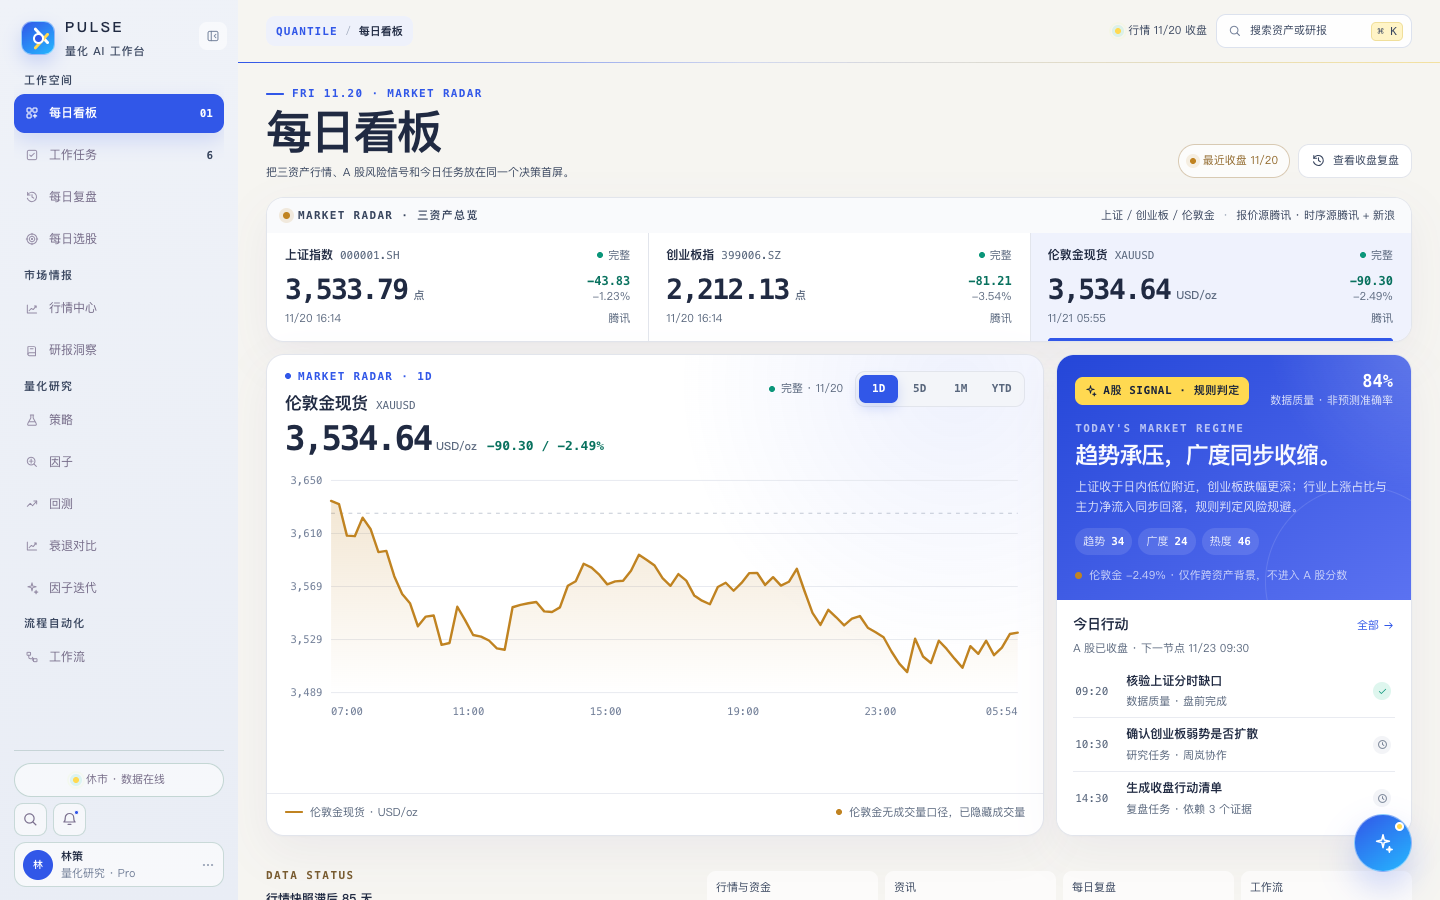 PULSE
量化 AI 工作台
工作空间
每日看板 01
工作任务 6
每日复盘
每日选股
市场情报
行情中心
研报洞察
量化研究
策略
因子
回测
衰退对比
因子迭代
流程自动化
工作流
休市 · 数据在线
林
林策
量化研究 · Pro
QUANTILE / 每日看板
行情 11/20 收盘
搜索资产或研报
⌘ K
FRI 11.20 · MARKET RADAR
每日看板
把三资产行情、A 股风险信号和今日任务放在同一个决策首屏。
最近收盘 11/20
查看收盘复盘
MARKET RADAR · 三资产总览
上证 / 创业板 / 伦敦金 · 报价源腾讯 · 时序源腾讯 + 新浪
上证指数 000001.SH 完整
3,533.79 点
−43.83
−1.23%
11/20 16:14 腾讯
创业板指 399006.SZ 完整
2,212.13 点
−81.21
−3.54%
11/20 16:14 腾讯
伦敦金现货 XAUUSD 完整
3,534.64 USD/oz
−90.30
−2.49%
11/21 05:55 腾讯
MARKET RADAR · 1D
伦敦金现货 XAUUSD
3,534.64 USD/oz −90.30 / −2.49%
完整 · 11/20
1D 5D 1M YTD
3,650
3,610
3,569
3,529
3,489
07:00 11:00 15:00 19:00 23:00 05:54
伦敦金现货 · USD/oz
伦敦金无成交量口径，已隐藏成交量
A股 SIGNAL · 规则判定
84%
数据质量 · 非预测准确率
TODAY'S MARKET REGIME
趋势承压，广度同步收缩。
上证收于日内低位附近，创业板跌幅更深；行业上涨占比与
主力净流入同步回落，规则判定风险规避。
趋势 34 广度 24 热度 46
伦敦金 −2.49% · 仅作跨资产背景，不进入 A 股分数
今日行动 全部 →
A 股已收盘 · 下一节点 11/23 09:30
09:20 核验上证分时缺口
数据质量 · 盘前完成
10:30 确认创业板弱势是否扩散
研究任务 · 周岚协作
14:30 生成收盘行动清单
复盘任务 · 依赖 3 个证据
DATA STATUS
行情快照滞后 85 天
行情与资金 资讯 每日复盘 工作流